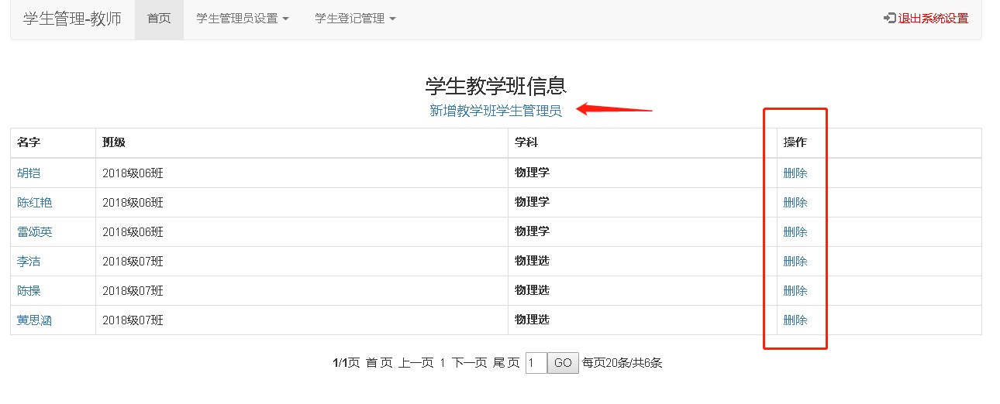 学生管理-教师 首页 学生管理员设置 学生登记管理 退出系统设置
学生教学班信息
新增教学班学生管理员
名字 班级 学科 操作
胡铠 2018级06班 物理学 删除
陈红艳 2018级06班 物理学 删除
雷颂英 2018级06班 物理学 删除
李洁 2018级07班 物理选 删除
陈操 2018级07班 物理选 删除
黄思涵 2018级07班 物理选 删除
1/1页 首 页 上一页 1 下一页 尾 页 1 GO 每页20条/共6条